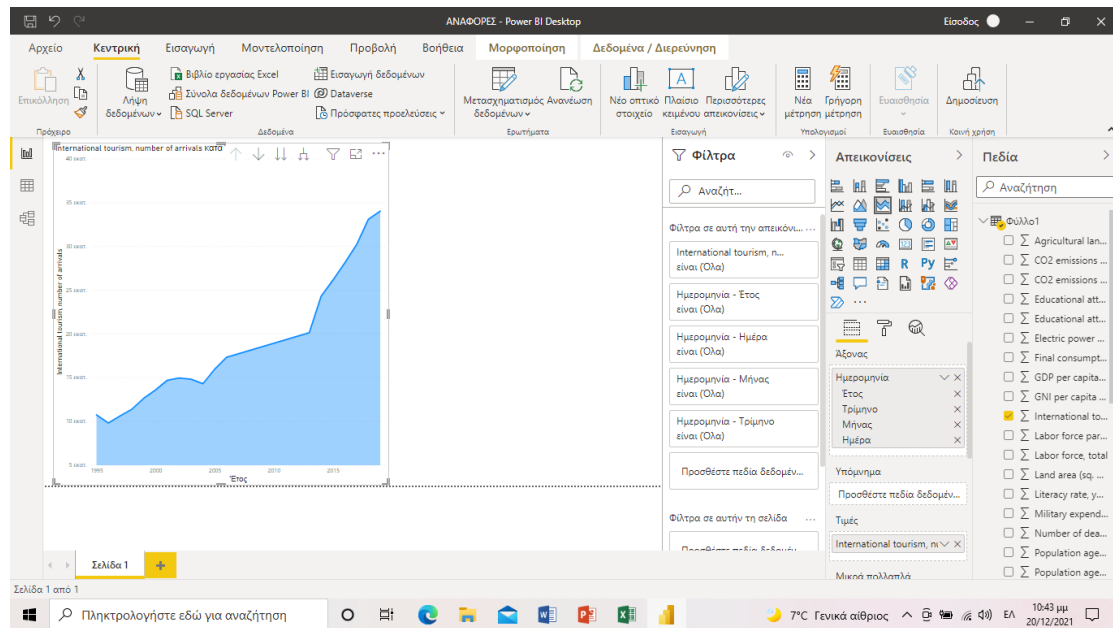 ΑΝΑΦΟΡΕΣ - Power BI Desktop
Είσοδος
Αρχείο Κεντρική Εισαγωγή Μοντελοποίηση Προβολή Βοήθεια Μορφοποίηση Δεδομένα / Διερεύνηση
Επικόλληση
Πρόχειρο
Λήψη
δεδομένων
Βιβλίο εργασίας Excel
Σύνολα δεδομένων Power BI
SQL Server
Εισαγωγή δεδομένων
Dataverse
Πρόσφατες προελεύσεις
Δεδομένα
Μετασχηματισμός
δεδομένων
Ανανέωση
Ερωτήματα
Νέο οπτικό
στοιχείο
Πλαίσιο
κειμένου
Περισσότερες
απεικονίσεις
Εισαγωγή
Νέα
μέτρηση
Γρήγορη
μέτρηση
Υπολογισμοί
Ευαισθησία
Ευαισθησία
Δημοσίευση
Κοινή χρήση
International tourism, number of arrivals κατά
40 εκατ.
35 εκατ.
30 εκατ.
25 εκατ.
20 εκατ.
15 εκατ.
10 εκατ.
5 εκατ.
International tourism, number of arrivals
1995 2000 2005 2010 2015
Έτος
Φίλτρα
Αναζήτ...
Φίλτρα σε αυτή την απεικόνι... ...
International tourism, n...
είναι (Όλα)
Ημερομηνία - Έτος
είναι (Όλα)
Ημερομηνία - Ημέρα
είναι (Όλα)
Ημερομηνία - Μήνας
είναι (Όλα)
Ημερομηνία - Τρίμηνο
είναι (Όλα)
Προσθέστε πεδία δεδομέν...
Φίλτρα σε αυτήν τη σελίδα ...
Προσθέστε πεδία δεδομέν...
Απεικονίσεις
R Py
Άξονας
Ημερομηνία
Έτος
Τρίμηνο
Μήνας
Ημέρα
Υπόμνημα
Προσθέστε πεδία δεδομέν...
Τιμές
International tourism, nu
Μικρά πολλαπλά
Πεδία
Αναζήτηση
Φύλλο1
Agricultural lan...
CO2 emissions ...
CO2 emissions ...
Educational att...
Educational att...
Electric power ...
Final consumpt...
GDP per capita...
GNI per capita ...
International to...
Labor force par...
Labor force, total
Land area (sq. ...
Literacy rate, y...
Military expend...
Number of dea...
Population age...
Population age...
Σελίδα 1
Σελίδα 1 από 1
Πληκτρολογήστε εδώ για αναζήτηση
7°C Γενικά αίθριος
ΕΛ
10:43 μμ
20/12/2021